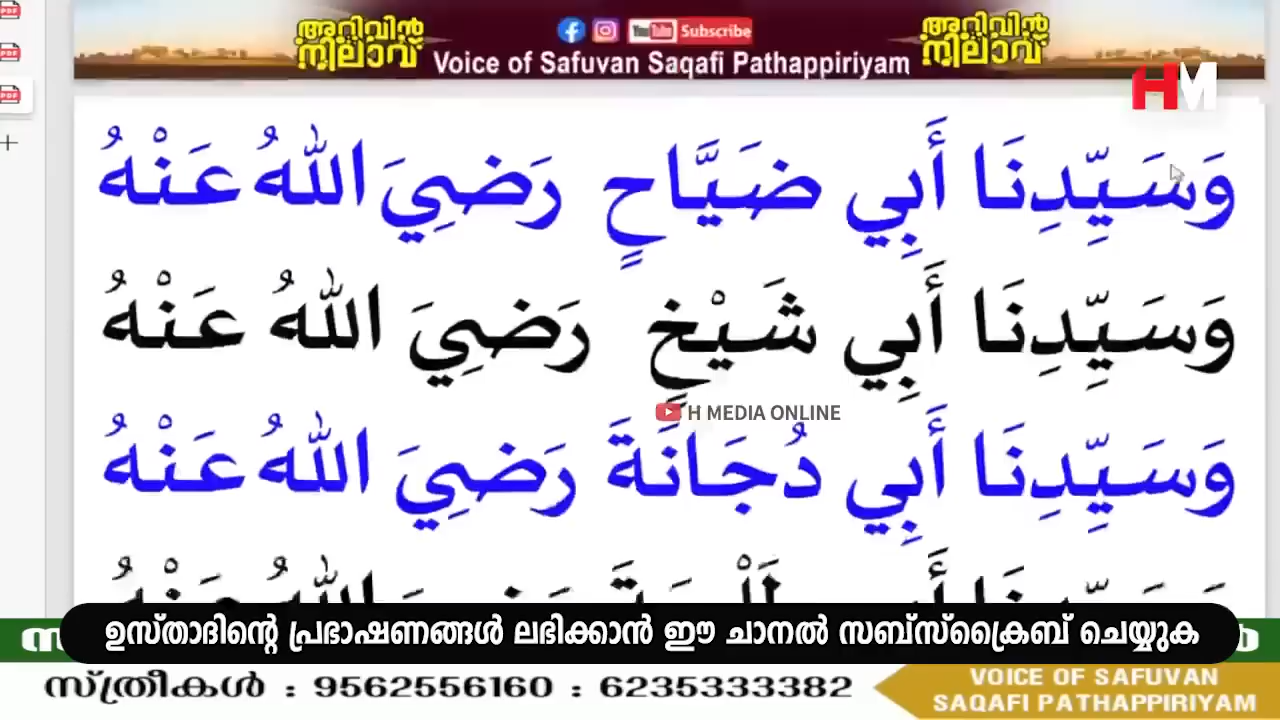 അറിവിൻ നിലാവ്
YouTube Subscribe
അറിവിൻ നിലാവ്
Voice of Safuvan Saqafi Pathappiriyam
HM
وَسَيِّدِنَا أَبِي ضَيَّاحٍ رَضِيَ اللهُ عَنْهُ
وَسَيِّدِنَا أَبِي شَيْخٍ رَضِيَ اللهُ عَنْهُ
H MEDIA ONLINE
وَسَيِّدِنَا أَبِي دُجَانَةَ رَضِيَ اللهُ عَنْهُ
ഉസ്താദിന്റെ പ്രഭാഷണങ്ങൾ ലഭിക്കാൻ ഈ ചാനൽ സബ്സ്ക്രൈബ് ചെയ്യുക
സ്ത്രീകൾ : 9562556160 : 6235333382
VOICE OF SAFUVAN
SAQAFI PATHAPPIRIYAM